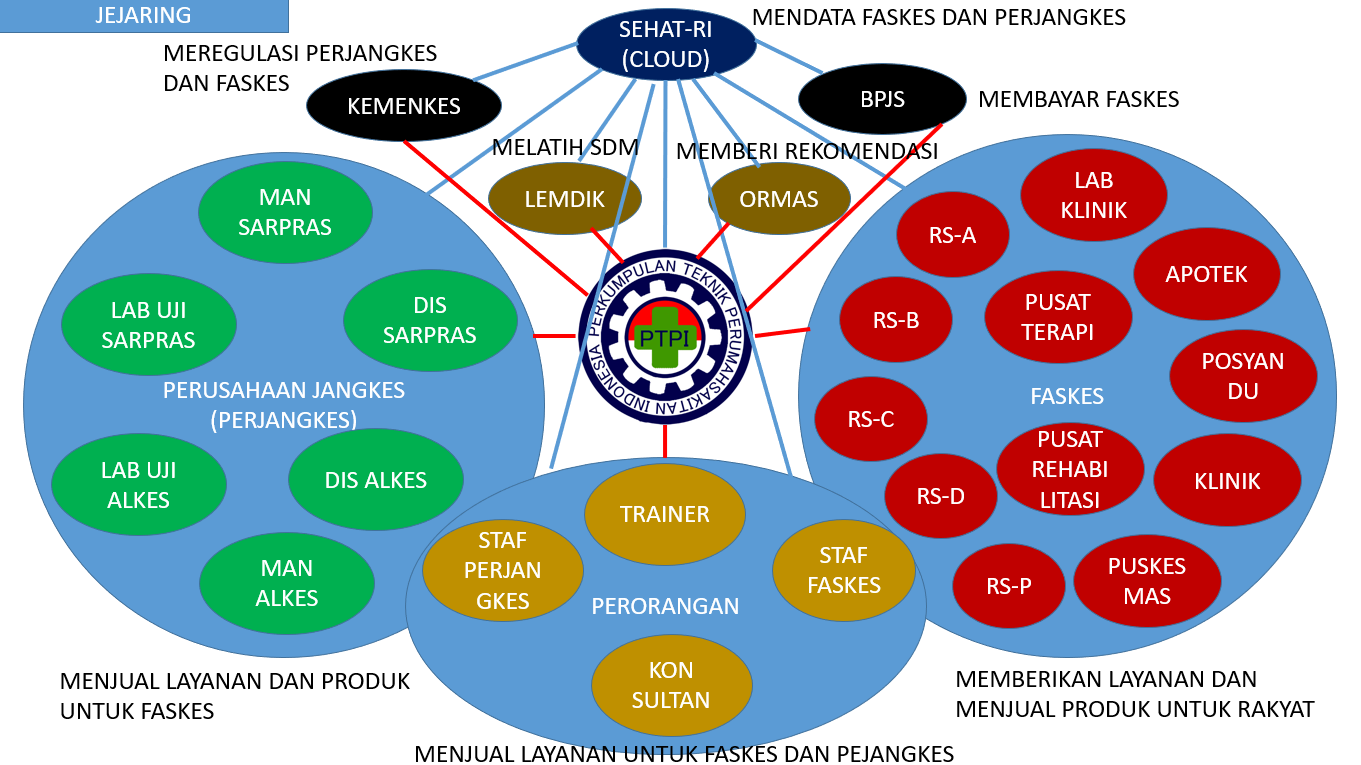 JEJARING
SEHAT-RI
(CLOUD)
MENDATA FASKES DAN PERJANGKES
MEREGULASI PERJANGKES
DAN FASKES
KEMENKES
BPJS
MEMBAYAR FASKES
MELATIH SDM
MEMBERI REKOMENDASI
LEMDIK
ORMAS
MAN
SARPRAS
LAB UJI
SARPRAS
DIS
SARPRAS
PERUSAHAAN JANGKES
(PERJANGKES)
LAB UJI
ALKES
DIS ALKES
MAN
ALKES
MENJUAL LAYANAN DAN PRODUK
UNTUK FASKES
PERKUMPULAN TEKNIK PERUMAHSAKITAN INDONESIA
PTPI
TRAINER
STAF
PERJAN
GKES
STAF
FASKES
PERORANGAN
KON
SULTAN
MENJUAL LAYANAN UNTUK FASKES DAN PEJANGKES
LAB
KLINIK
RS-A
APOTEK
RS-B
PUSAT
TERAPI
POSYAN
DU
FASKES
RS-C
PUSAT
REHABI
LITASI
KLINIK
RS-D
RS-P
PUSKES
MAS
MEMBERIKAN LAYANAN DAN
MENJUAL PRODUK UNTUK RAKYAT